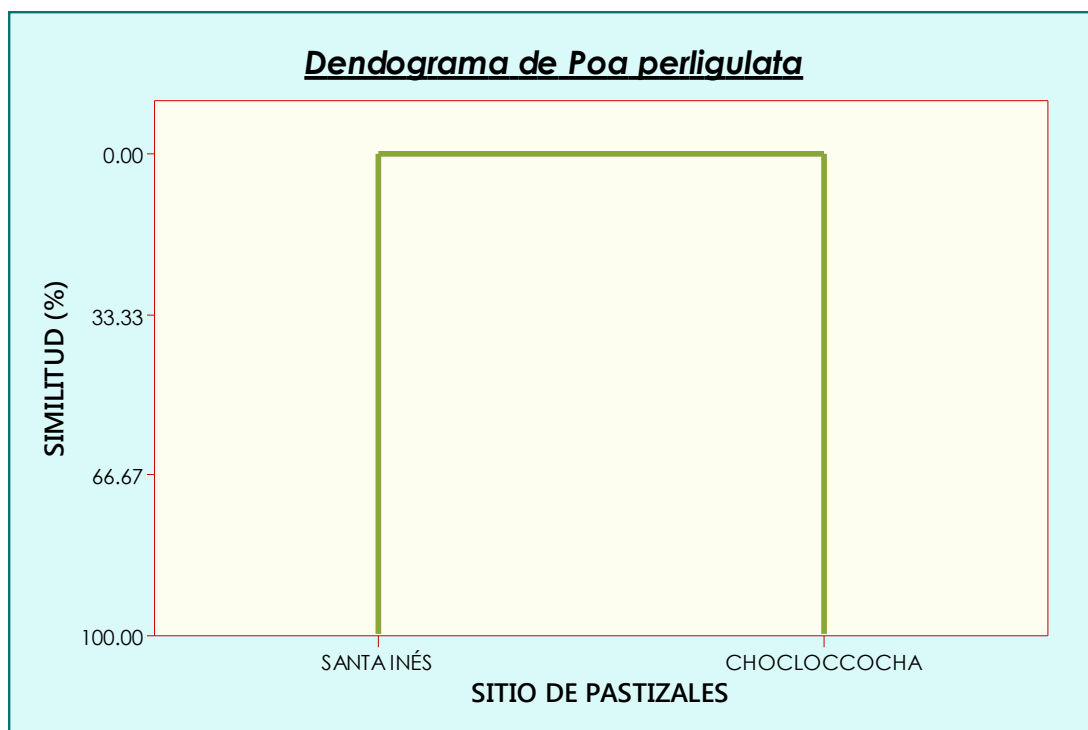 Dendograma de Poa perligulata
0.00
33.33
66.67
100.00
SIMILITUD (%)
SANTA INÉS
CHOCLOCCOCHA
SITIO DE PASTIZALES